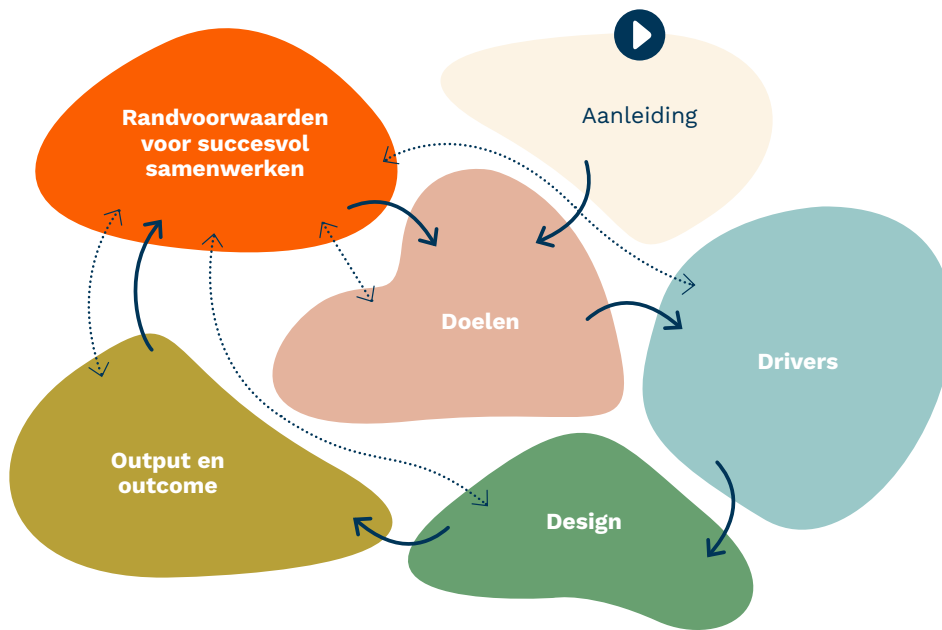 Randvoorwaarden
voor succesvol
samenwerken
Aanleiding
Doelen
Drivers
Output en
outcome
Design